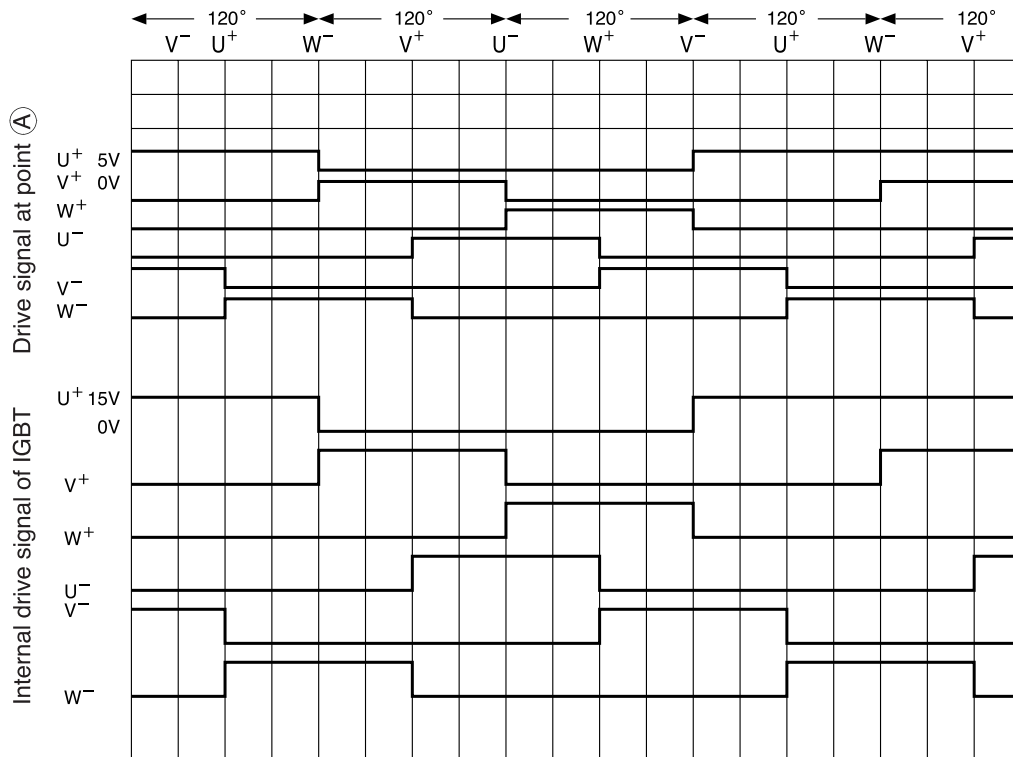 120° 120° 120° 120° 120°
V⁻ U⁺ W⁻ V⁺ U⁻ W⁺ V⁻ U⁺ W⁻ V⁺
Drive signal at point Ⓐ
U⁺ 5V
V⁺ 0V
W⁺
U⁻
V⁻
W⁻
Internal drive signal of IGBT
U⁺ 15V
0V
V⁺
W⁺
U⁻
V⁻
W⁻